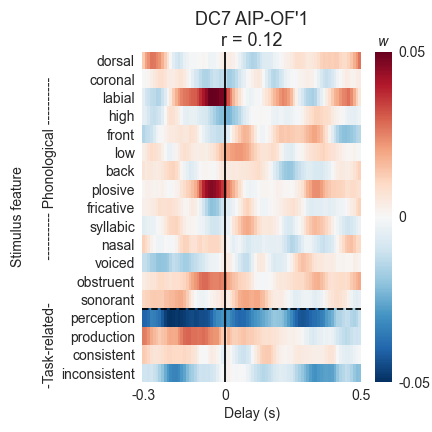 DC7 AIP-OF'1
r = 0.12
w
dorsal
coronal
labial
high
front
low
back
plosive
fricative
syllabic
nasal
voiced
obstruent
sonorant
perception
production
consistent
inconsistent
Stimulus feature
-Task-related-
---------- Phonological ----------
-0.3
0
0.5
Delay (s)
0.05
0
-0.05